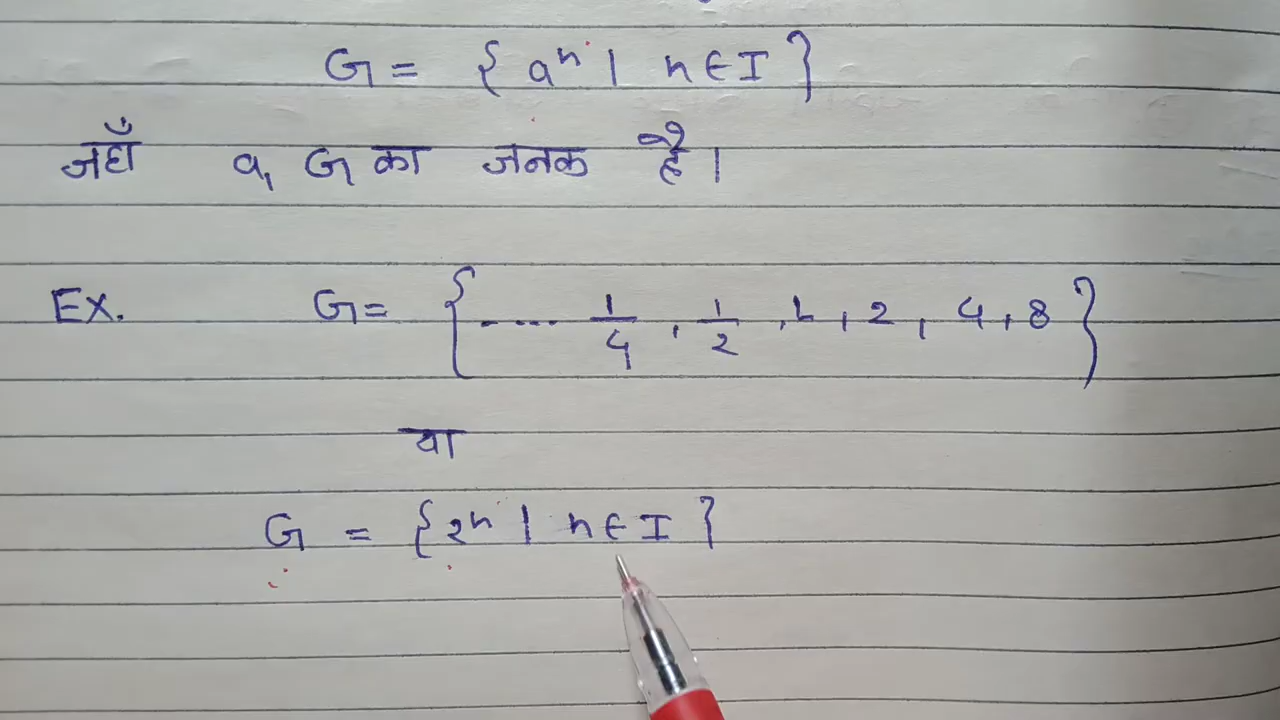 G = { aⁿ | n ∈ I }
जहाँ a, G का जनक है।
Ex. G = { ----- 1/4 , 1/2 , 1 , 2 , 4 , 8 }
या
G = { 2ⁿ | n ∈ I }